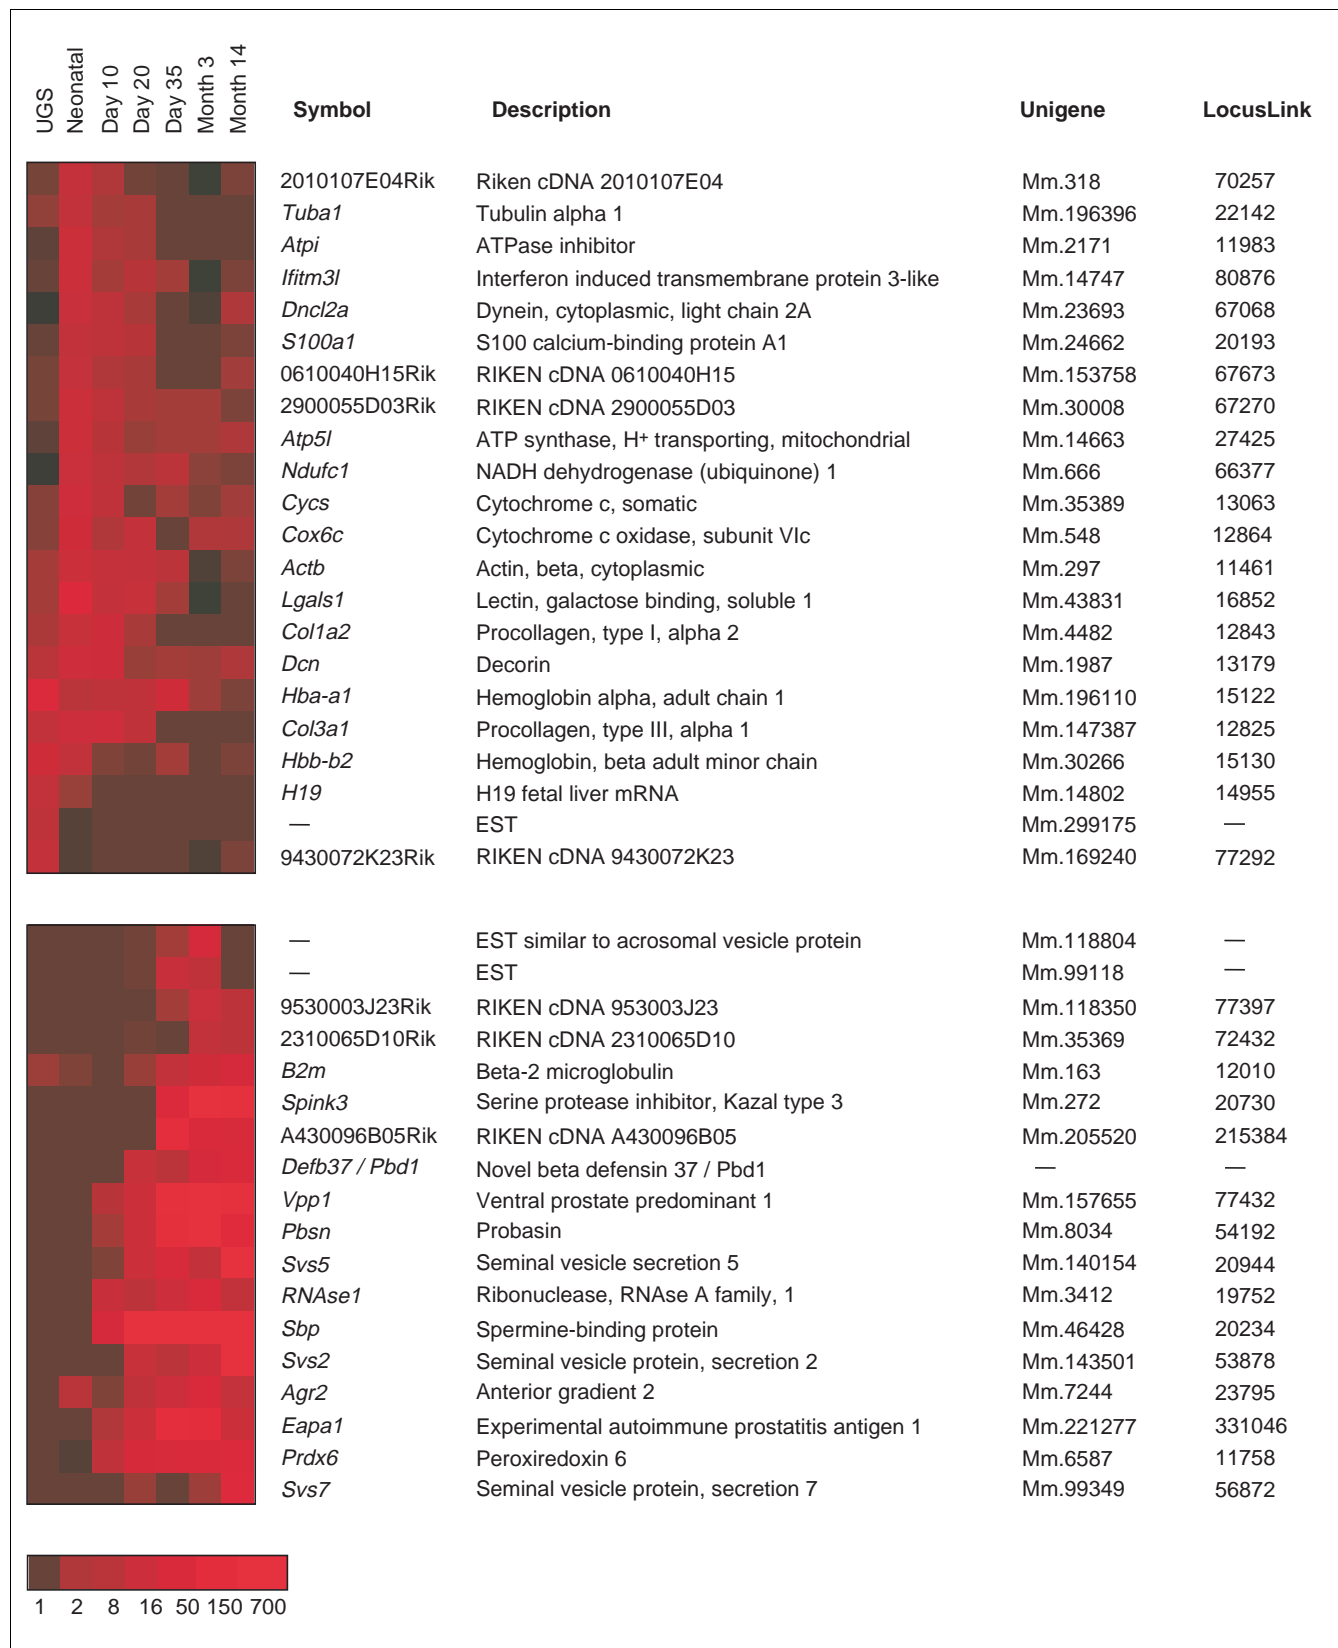 UGS Neonatal Day 10 Day 20 Day 35 Month 3 Month 14
Symbol Description Unigene LocusLink
2010107E04Rik Riken cDNA 2010107E04 Mm.318 70257
Tuba1 Tubulin alpha 1 Mm.196396 22142
Atpi ATPase inhibitor Mm.2171 11983
Ifitm3l Interferon induced transmembrane protein 3-like Mm.14747 80876
Dncl2a Dynein, cytoplasmic, light chain 2A Mm.23693 67068
S100a1 S100 calcium-binding protein A1 Mm.24662 20193
0610040H15Rik RIKEN cDNA 0610040H15 Mm.153758 67673
2900055D03Rik RIKEN cDNA 2900055D03 Mm.30008 67270
Atp5l ATP synthase, H+ transporting, mitochondrial Mm.14663 27425
Ndufc1 NADH dehydrogenase (ubiquinone) 1 Mm.666 66377
Cycs Cytochrome c, somatic Mm.35389 13063
Cox6c Cytochrome c oxidase, subunit VIc Mm.548 12864
Actb Actin, beta, cytoplasmic Mm.297 11461
Lgals1 Lectin, galactose binding, soluble 1 Mm.43831 16852
Col1a2 Procollagen, type I, alpha 2 Mm.4482 12843
Dcn Decorin Mm.1987 13179
Hba-a1 Hemoglobin alpha, adult chain 1 Mm.196110 15122
Col3a1 Procollagen, type III, alpha 1 Mm.147387 12825
Hbb-b2 Hemoglobin, beta adult minor chain Mm.30266 15130
H19 H19 fetal liver mRNA Mm.14802 14955
— EST Mm.299175 —
9430072K23Rik RIKEN cDNA 9430072K23 Mm.169240 77292
— EST similar to acrosomal vesicle protein Mm.118804 —
— EST Mm.99118 —
9530003J23Rik RIKEN cDNA 953003J23 Mm.118350 77397
2310065D10Rik RIKEN cDNA 2310065D10 Mm.35369 72432
B2m Beta-2 microglobulin Mm.163 12010
Spink3 Serine protease inhibitor, Kazal type 3 Mm.272 20730
A430096B05Rik RIKEN cDNA A430096B05 Mm.205520 215384
Defb37 / Pbd1 Novel beta defensin 37 / Pbd1 — —
Vpp1 Ventral prostate predominant 1 Mm.157655 77432
Pbsn Probasin Mm.8034 54192
Svs5 Seminal vesicle secretion 5 Mm.140154 20944
RNAse1 Ribonuclease, RNAse A family, 1 Mm.3412 19752
Sbp Spermine-binding protein Mm.46428 20234
Svs2 Seminal vesicle protein, secretion 2 Mm.143501 53878
Agr2 Anterior gradient 2 Mm.7244 23795
Eapa1 Experimental autoimmune prostatitis antigen 1 Mm.221277 331046
Prdx6 Peroxiredoxin 6 Mm.6587 11758
Svs7 Seminal vesicle protein, secretion 7 Mm.99349 56872
1 2 8 16 50 150 700